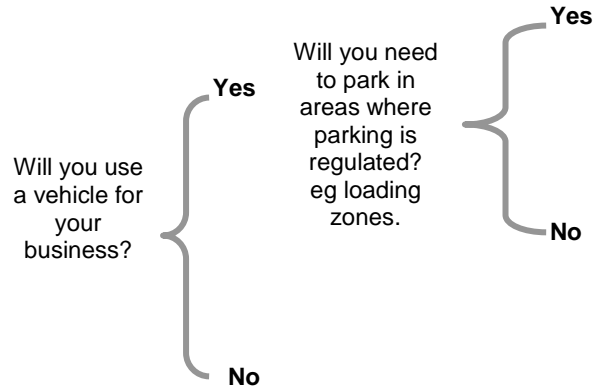 Will you use
a vehicle for
your
business?
Yes
No
Will you need
to park in
areas where
parking is
regulated?
eg loading
zones.
Yes
No